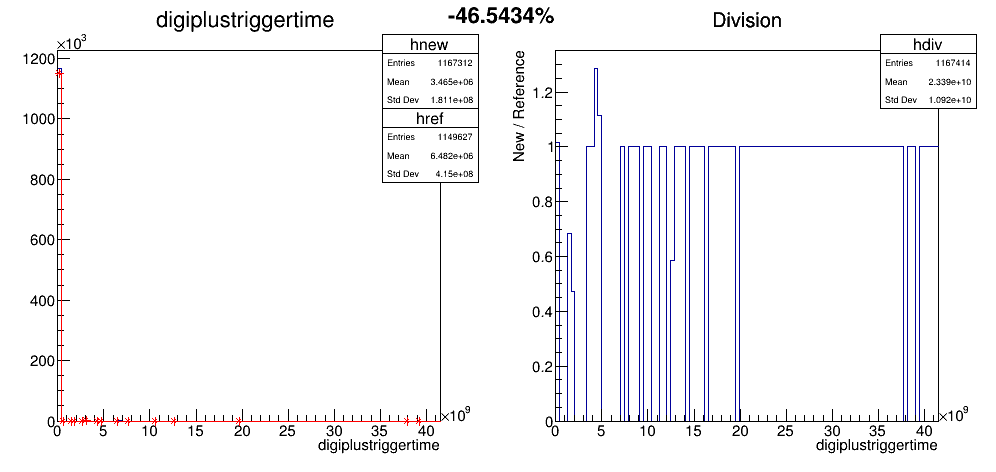 digiplustriggertime
-46.5434%
Division
×10³
1200
1000
800
600
400
200
0
hnew
Entries 1167312
Mean 3.465e+06
Std Dev 1.811e+08
href
Entries 1149627
Mean 6.482e+06
Std Dev 4.15e+08
0 5 10 15 20 25 30 35 40 ×10⁹
digiplustriggertime
New / Reference
1.2
1
0.8
0.6
0.4
0.2
0
hdiv
Entries 1167414
Mean 2.339e+10
Std Dev 1.092e+10
0 5 10 15 20 25 30 35 40 ×10⁹
digiplustriggertime